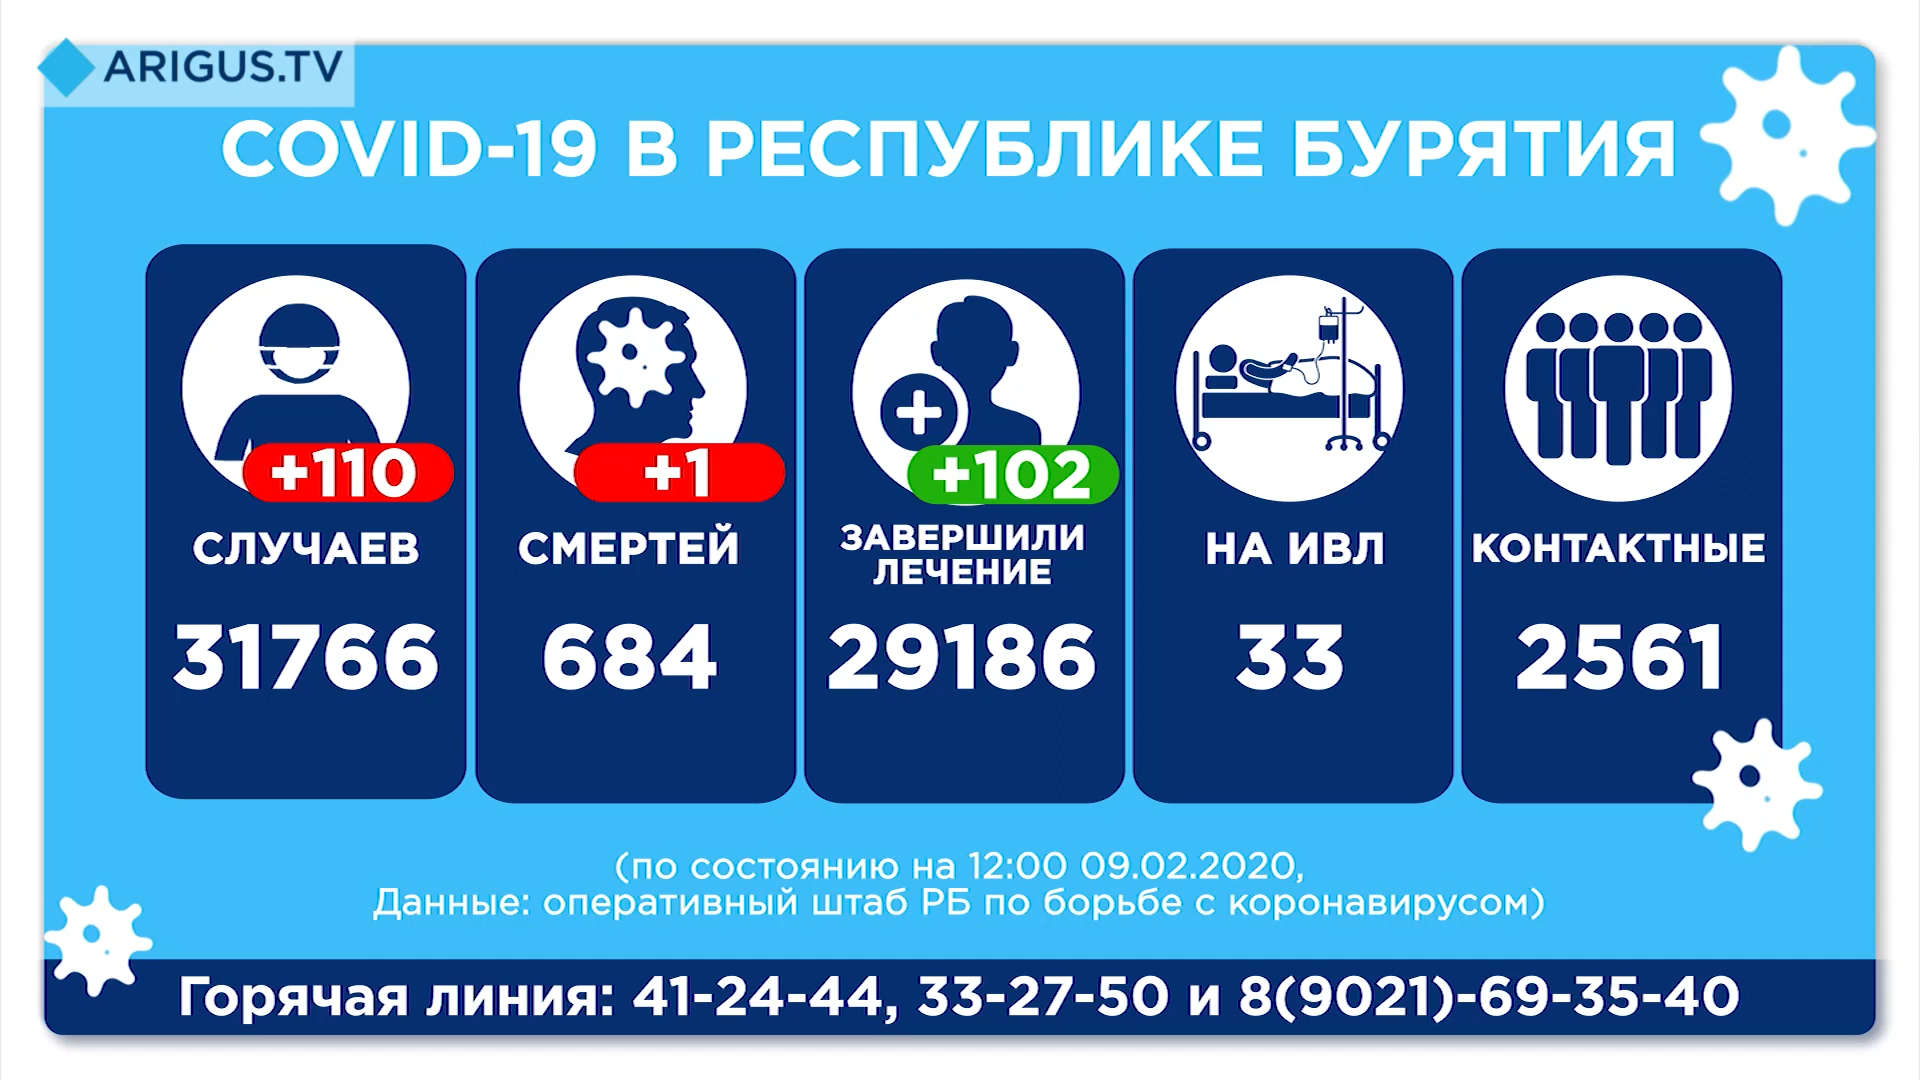 ARIGUS.TV
COVID-19 В РЕСПУБЛИКЕ БУРЯТИЯ
+110
СЛУЧАЕВ
31766
+1
СМЕРТЕЙ
684
+102
ЗАВЕРШИЛИ
ЛЕЧЕНИЕ
29186
НА ИВЛ
33
КОНТАКТНЫЕ
2561
(по состоянию на 12:00 09.02.2020,
Данные: оперативный штаб РБ по борьбе с коронавирусом)
Горячая линия: 41-24-44, 33-27-50 и 8(9021)-69-35-40